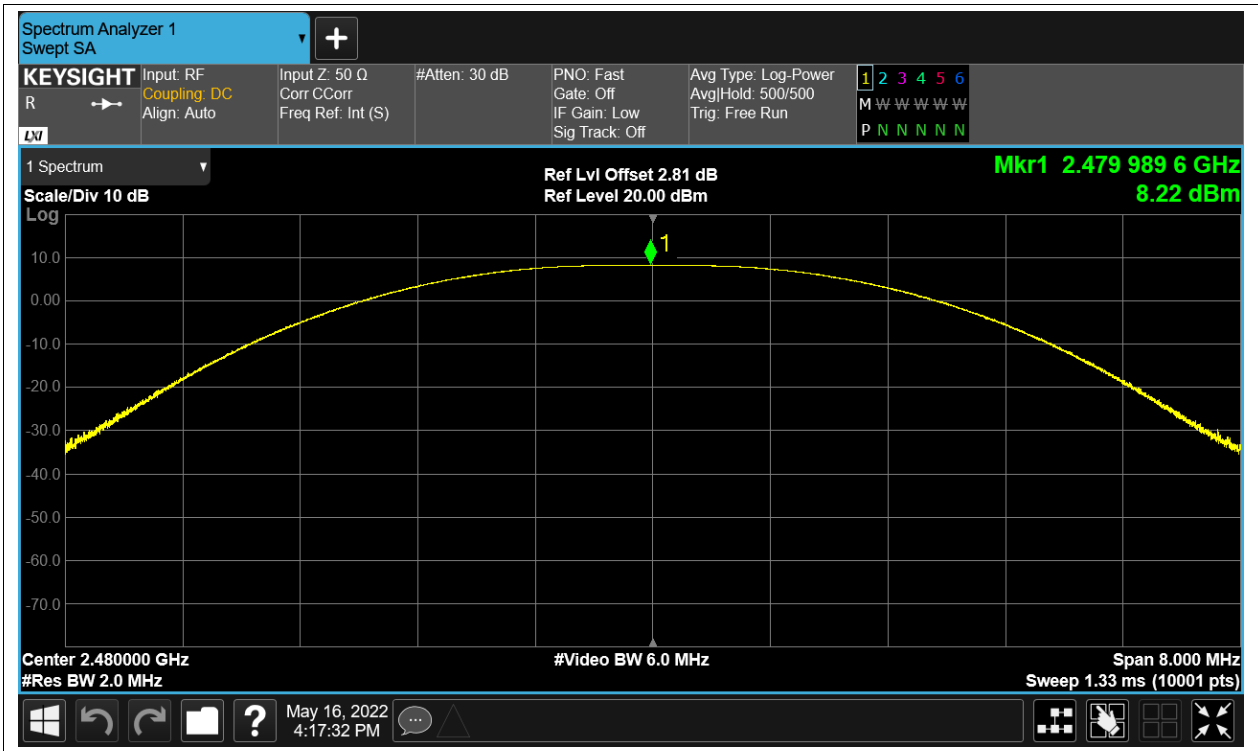 Spectrum Analyzer 1
Swept SA
+
KEYSIGHT Input: RF Input Z: 50 Ω #Atten: 30 dB PNO: Fast Avg Type: Log-Power 1 2 3 4 5 6
R Coupling: DC Corr CCorr Gate: Off Avg|Hold: 500/500 M W W W W W
Align: Auto Freq Ref: Int (S) IF Gain: Low Trig: Free Run
LXI Sig Track: Off P N N N N N
1 Spectrum Ref Lvl Offset 2.81 dB Mkr1 2.479 989 6 GHz
Scale/Div 10 dB Ref Level 20.00 dBm 8.22 dBm
Log
1
10.0
0.00
-10.0
-20.0
-30.0
-40.0
-50.0
-60.0
-70.0
Center 2.480000 GHz #Video BW 6.0 MHz Span 8.000 MHz
#Res BW 2.0 MHz Sweep 1.33 ms (10001 pts)
? May 16, 2022
4:17:32 PM